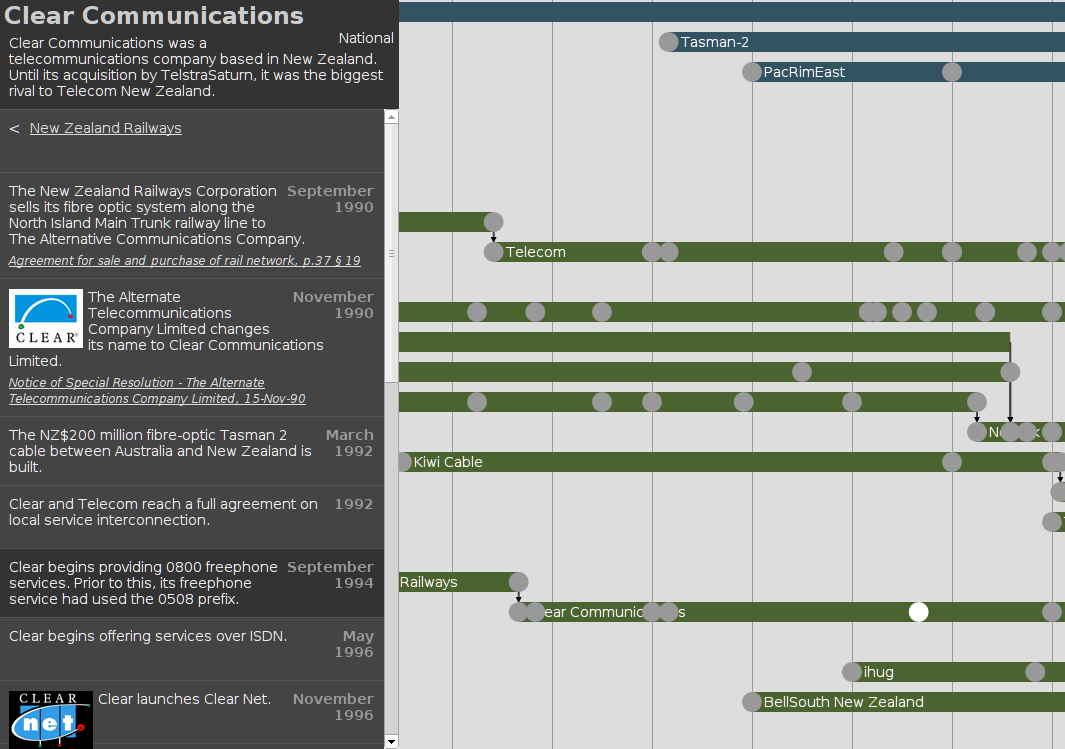 Clear Communications
National
Clear Communications was a
telecommunications company based in New Zealand.
Until its acquisition by TelstraSaturn, it was the biggest
rival to Telecom New Zealand.
< New Zealand Railways
The New Zealand Railways Corporation
sells its fibre optic system along the
North Island Main Trunk railway line to
The Alternative Communications Company.
September
1990
Agreement for sale and purchase of rail network, p.37 § 19
CLEAR
The Alternate
Telecommunications
Company Limited changes
its name to Clear Communications
Limited.
November
1990
Notice of Special Resolution - The Alternate
Telecommunications Company Limited, 15-Nov-90
The NZ$200 million fibre-optic Tasman 2
cable between Australia and New Zealand is
built.
March
1992
Clear and Telecom reach a full agreement on
local service interconnection.
1992
Clear begins providing 0800 freephone
services. Prior to this, its freephone
service had used the 0508 prefix.
September
1994
Clear begins offering services over ISDN.
May
1996
CLEAR
net
Clear launches Clear Net.
November
1996
Tasman-2
PacRimEast
Telecom
Kiwi Cable
Railways
ear Communic s
ihug
BellSouth New Zealand